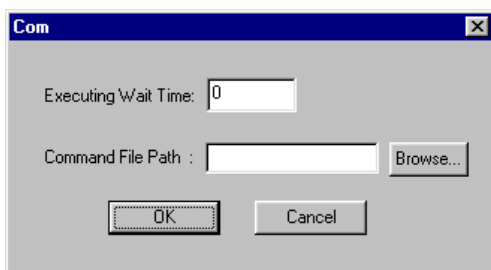 Com
Executing Wait Time: 0
Command File Path : Browse...
OK Cancel